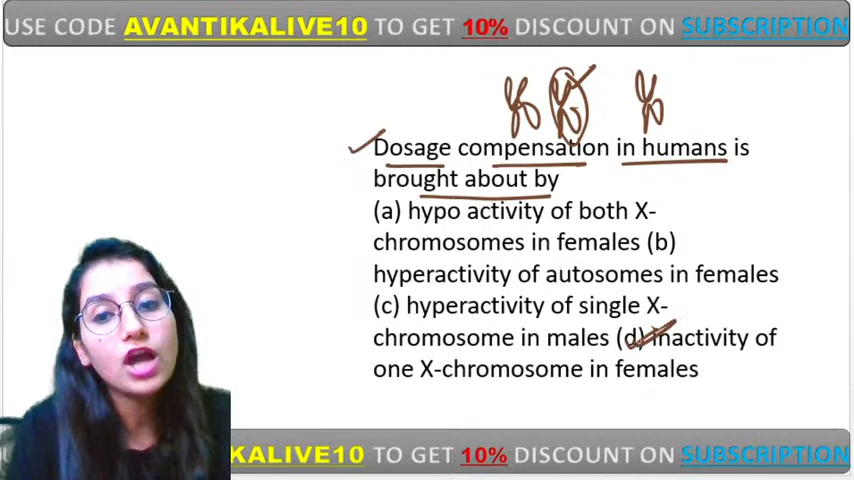 USE CODE AVANTIKALIVE10 TO GET 10% DISCOUNT ON SUBSCRIPTION
Dosage compensation in humans is
brought about by
(a) hypo activity of both X-
chromosomes in females (b)
hyperactivity of autosomes in females
(c) hyperactivity of single X-
chromosome in males (d) inactivity of
one X-chromosome in females
KALIVE10 TO GET 10% DISCOUNT ON SUBSCRIPTION